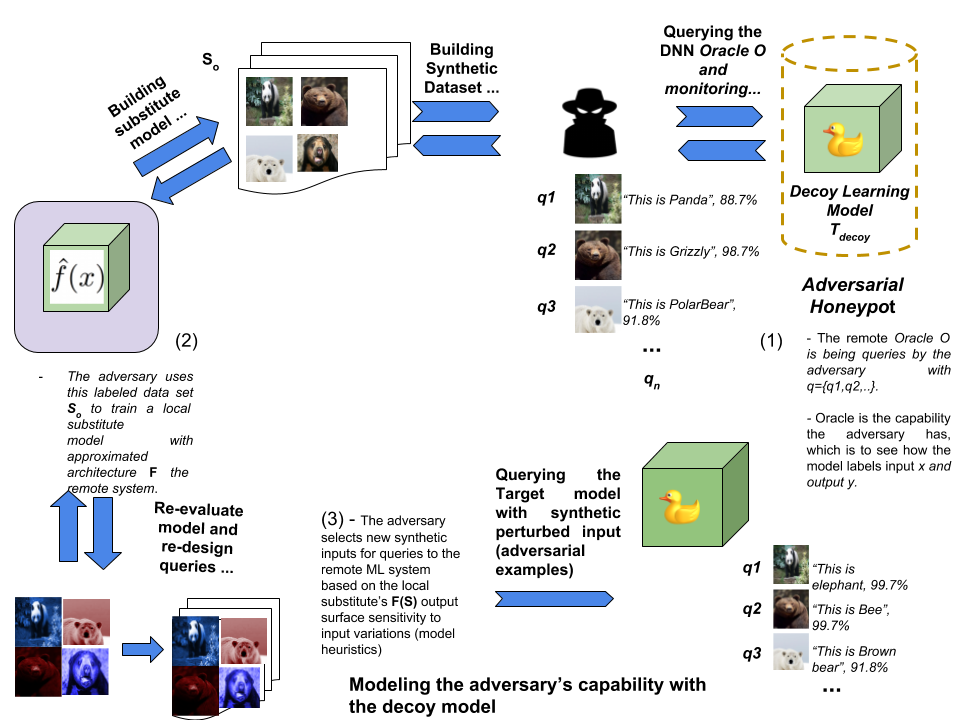 Building
substitute
model ...
So
Building
Synthetic
Dataset ...
Querying the
DNN Oracle O
and
monitoring...
Decoy Learning
Model
Tdecoy
Adversarial
Honeypot
q1
“This is Panda”, 88.7%
q2
“This is Grizzly”, 98.7%
q3
“This is PolarBear”,
91.8%
...
qn
(1)
- The remote Oracle O
is being queries by the
adversary with
q={q1,q2,..}.
- Oracle is the capability
the adversary has,
which is to see how the
model labels input x and
output y.
f̂(x)
(2)
- The adversary uses
this labeled data set
So to train a local
substitute
model with
approximated
architecture F the
remote system.
Re-evaluate
model and
re-design
queries ...
(3) - The adversary
selects new synthetic
inputs for queries to the
remote ML system
based on the local
substitute’s F(S) output
surface sensitivity to
input variations (model
heuristics)
Querying the
Target model
with synthetic
perturbed input
(adversarial
examples)
q1
“This is
elephant, 99.7%
q2
“This is Bee”,
99.7%
q3
“This is Brown
bear”, 91.8%
...
Modeling the adversary’s capability with
the decoy model